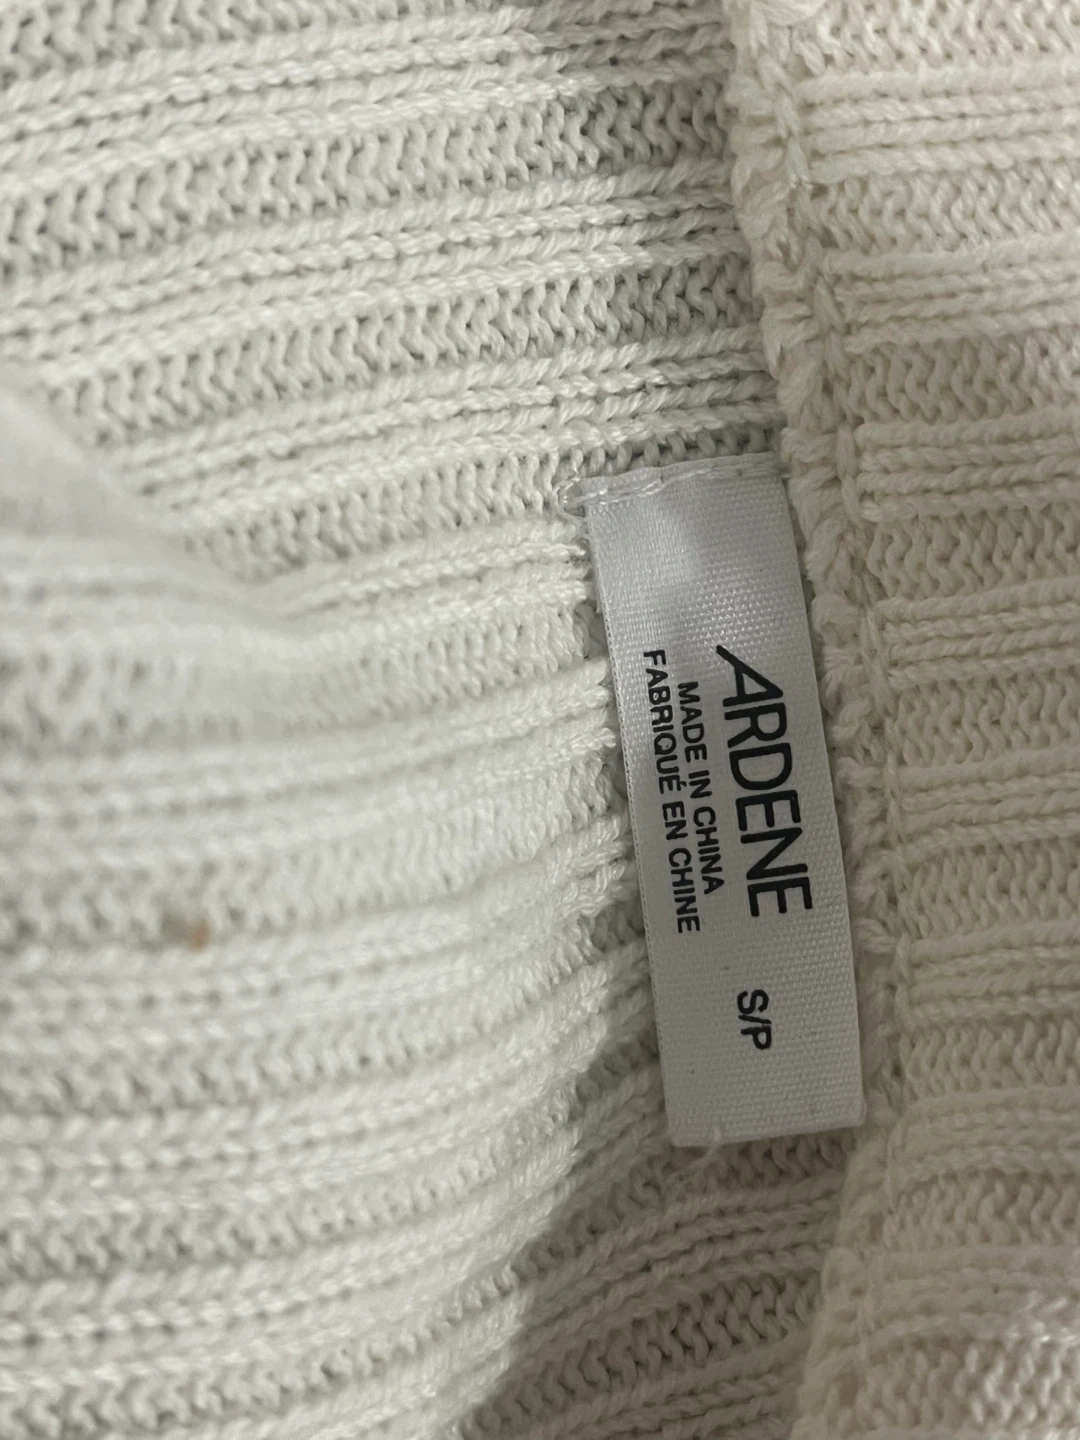 ARDENE S/P
MADE IN CHINA
FABRIQUÉ EN CHINE